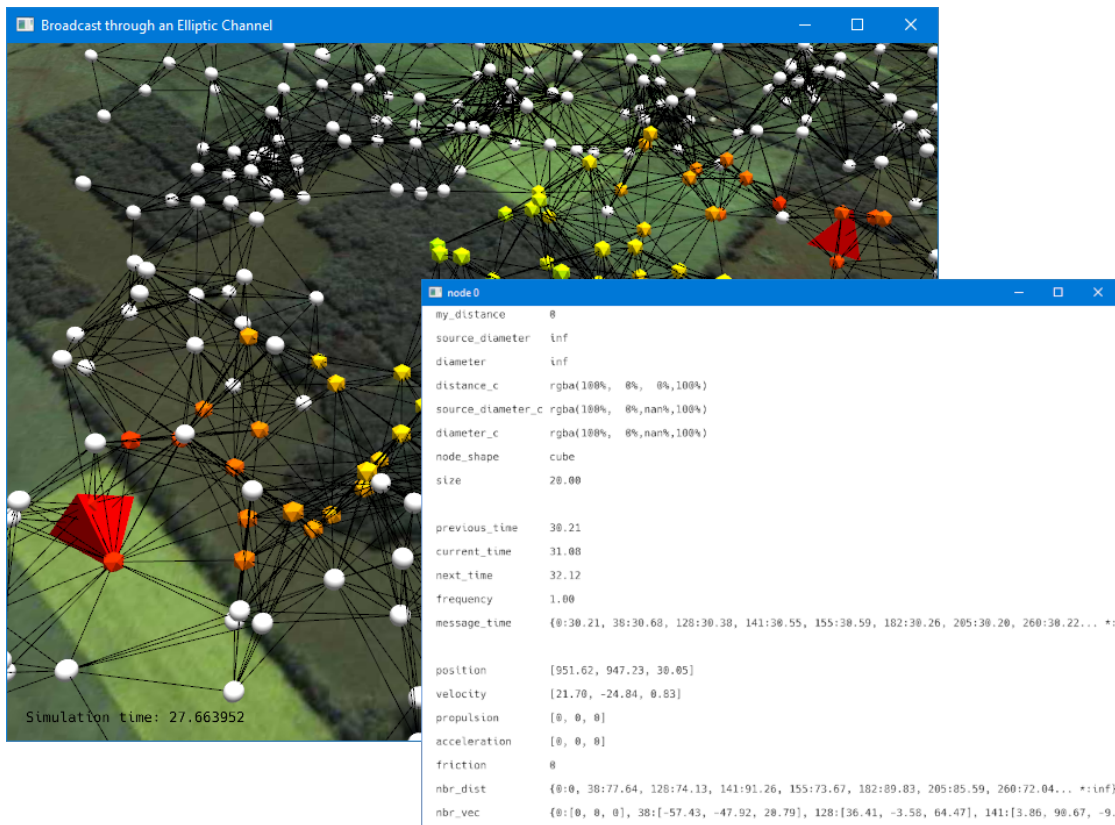 Broadcast through an Elliptic Channel
Simulation time: 27.663952
node 0
my_distance 0
source_diameter inf
diameter inf
distance_c rgba(100%, 0%, 0%,100%)
source_diameter_c rgba(100%, 0%,nan%,100%)
diameter_c rgba(100%, 0%,nan%,100%)
node_shape cube
size 20.00
previous_time 30.21
current_time 31.08
next_time 32.12
frequency 1.00
message_time {0:30.21, 38:30.68, 128:30.38, 141:30.55, 155:30.59, 182:30.26, 205:30.20, 260:30.22... *:
position [951.62, 947.23, 30.05]
velocity [21.70, -24.84, 0.83]
propulsion [0, 0, 0]
acceleration [0, 0, 0]
friction 0
nbr_dist {0:0, 38:77.64, 128:74.13, 141:91.26, 155:73.67, 182:89.83, 205:85.59, 260:72.04... *:inf}
nbr_vec {0:[0, 0, 0], 38:[-57.43, -47.92, 20.79], 128:[36.41, -3.58, 64.47], 141:[3.86, 90.67, -9.